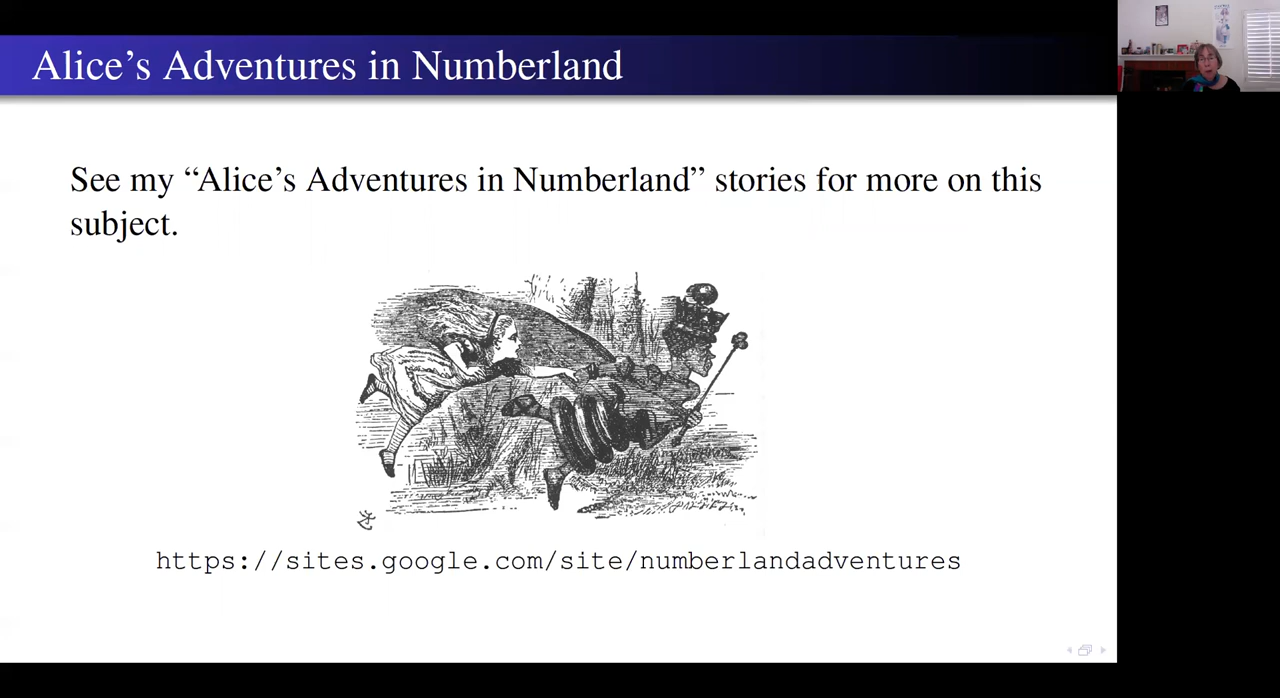 Alice’s Adventures in Numberland
See my “Alice’s Adventures in Numberland” stories for more on this
subject.
https://sites.google.com/site/numberlandadventures